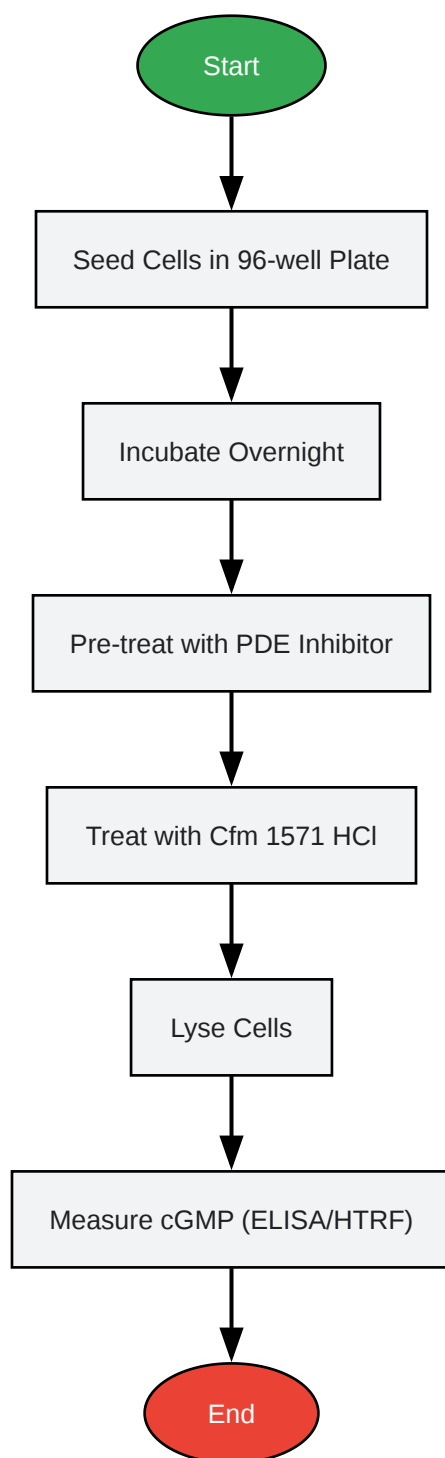 Start
Seed Cells in 96-well Plate
Incubate Overnight
Pre-treat with PDE Inhibitor
Treat with Cfm 1571 HCl
Lyse Cells
Measure cGMP (ELISA/HTRF)
End